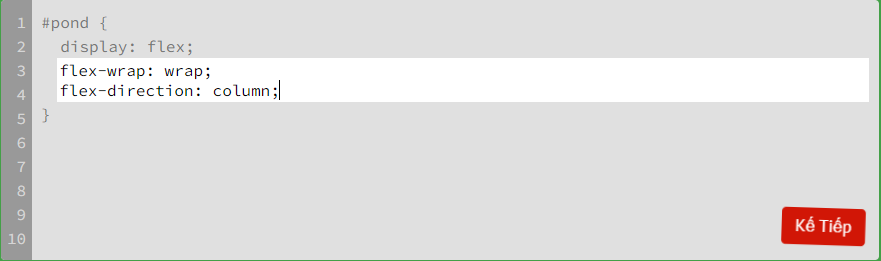 1 #pond {
2 display: flex;
3 flex-wrap: wrap;
4 flex-direction: column;
5 }
6
7
8
9
10
Kế Tiếp